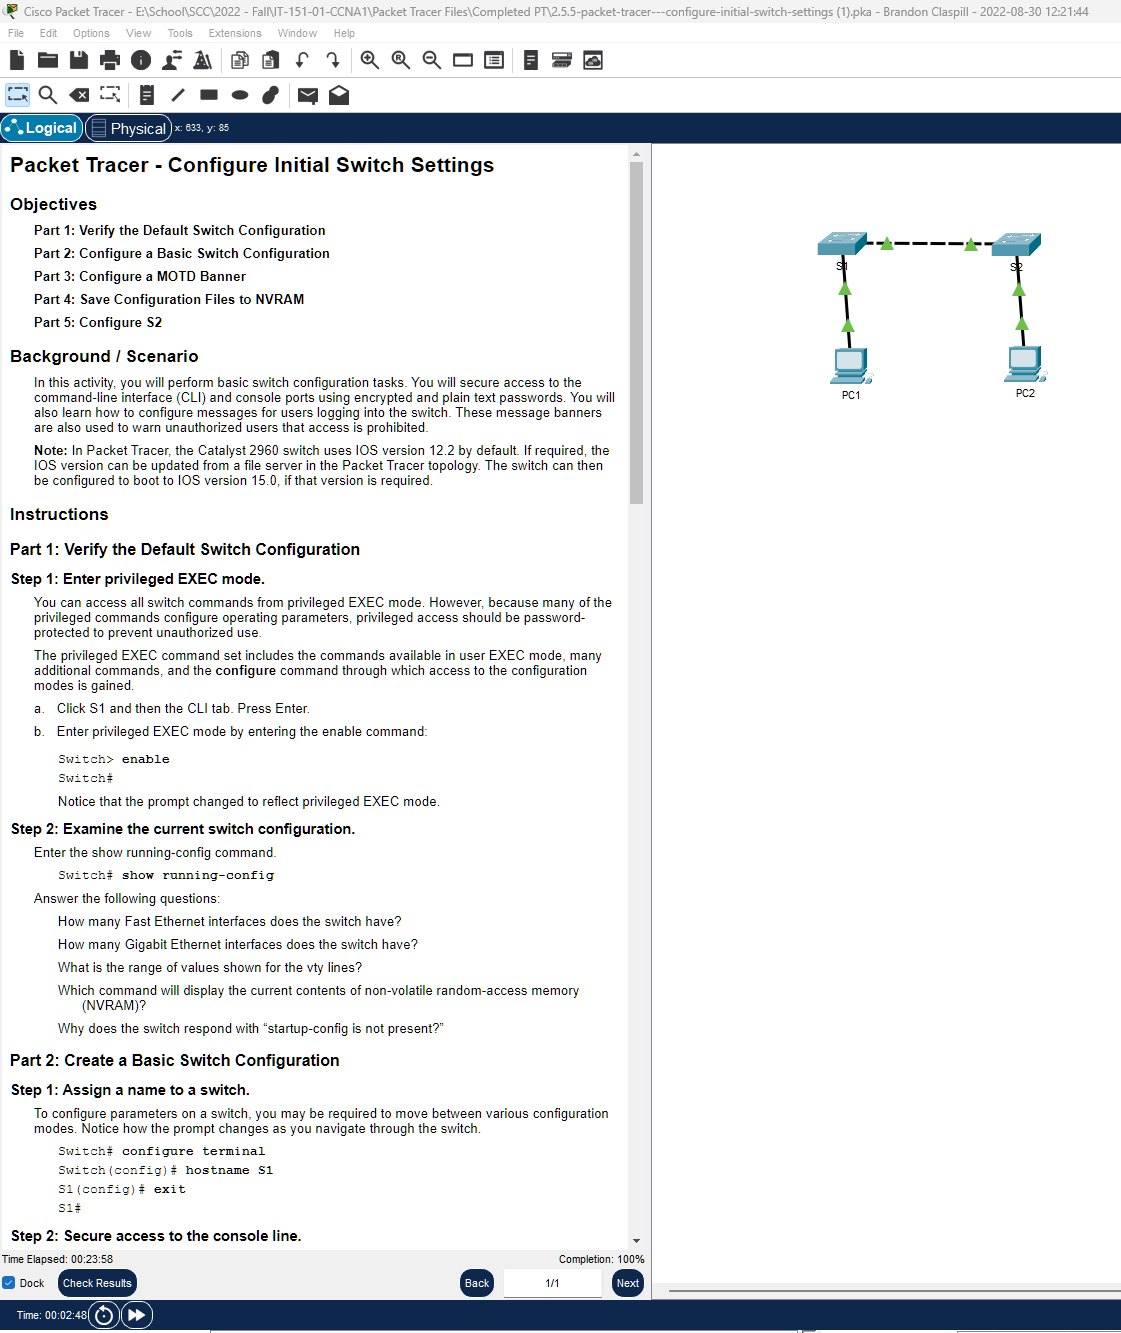 Cisco Packet Tracer - E:\School\SCC\2022 - Fall\IT-151-01-CCNA1\Packet Tracer Files\Completed PT\2.5.5-packet-tracer---configure-initial-switch-settings (1).pka - Brandon Claspill - 2022-08-30 12:21:44
File Edit Options View Tools Extensions Window Help
Logical Physical x: 633, y: 85
Packet Tracer - Configure Initial Switch Settings
Objectives
Part 1: Verify the Default Switch Configuration
Part 2: Configure a Basic Switch Configuration
Part 3: Configure a MOTD Banner
Part 4: Save Configuration Files to NVRAM
Part 5: Configure S2
Background / Scenario
In this activity, you will perform basic switch configuration tasks. You will secure access to the
command-line interface (CLI) and console ports using encrypted and plain text passwords. You will
also learn how to configure messages for users logging into the switch. These message banners
are also used to warn unauthorized users that access is prohibited.
Note: In Packet Tracer, the Catalyst 2960 switch uses IOS version 12.2 by default. If required, the
IOS version can be updated from a file server in the Packet Tracer topology. The switch can then
be configured to boot to IOS version 15.0, if that version is required.
Instructions
Part 1: Verify the Default Switch Configuration
Step 1: Enter privileged EXEC mode.
You can access all switch commands from privileged EXEC mode. However, because many of the
privileged commands configure operating parameters, privileged access should be password-
protected to prevent unauthorized use.
The privileged EXEC command set includes the commands available in user EXEC mode, many
additional commands, and the configure command through which access to the configuration
modes is gained.
a. Click S1 and then the CLI tab. Press Enter.
b. Enter privileged EXEC mode by entering the enable command:
Switch> enable
Switch#
Notice that the prompt changed to reflect privileged EXEC mode.
Step 2: Examine the current switch configuration.
Enter the show running-config command.
Switch# show running-config
Answer the following questions:
How many Fast Ethernet interfaces does the switch have?
How many Gigabit Ethernet interfaces does the switch have?
What is the range of values shown for the vty lines?
Which command will display the current contents of non-volatile random-access memory
(NVRAM)?
Why does the switch respond with “startup-config is not present?”
Part 2: Create a Basic Switch Configuration
Step 1: Assign a name to a switch.
To configure parameters on a switch, you may be required to move between various configuration
modes. Notice how the prompt changes as you navigate through the switch.
Switch# configure terminal
Switch(config)# hostname S1
S1(config)# exit
S1#
Step 2: Secure access to the console line.
Time Elapsed: 00:23:58 Completion: 100%
Dock Check Results Back 1/1 Next
Time: 00:02:48
S1 S2
PC1 PC2